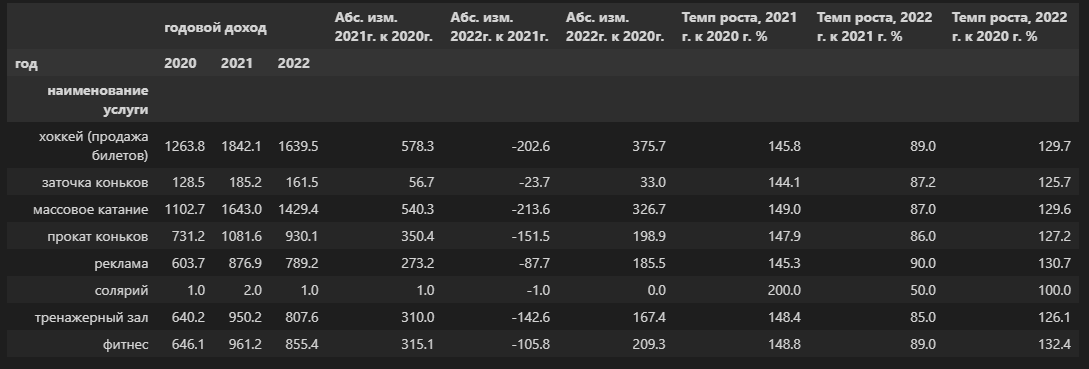 годовой доход Абс. изм. 2021г. к 2020г. Абс. изм. 2022г. к 2021г. Абс. изм. 2022г. к 2020г. Темп роста, 2021 г. к 2020 г. % Темп роста, 2022 г. к 2021 г. % Темп роста, 2022 г. к 2020 г. %
год 2020 2021 2022
наименование услуги
хоккей (продажа билетов) 1263.8 1842.1 1639.5 578.3 -202.6 375.7 145.8 89.0 129.7
заточка коньков 128.5 185.2 161.5 56.7 -23.7 33.0 144.1 87.2 125.7
массовое катание 1102.7 1643.0 1429.4 540.3 -213.6 326.7 149.0 87.0 129.6
прокат коньков 731.2 1081.6 930.1 350.4 -151.5 198.9 147.9 86.0 127.2
реклама 603.7 876.9 789.2 273.2 -87.7 185.5 145.3 90.0 130.7
солярий 1.0 2.0 1.0 1.0 -1.0 0.0 200.0 50.0 100.0
тренажерный зал 640.2 950.2 807.6 310.0 -142.6 167.4 148.4 85.0 126.1
фитнес 646.1 961.2 855.4 315.1 -105.8 209.3 148.8 89.0 132.4